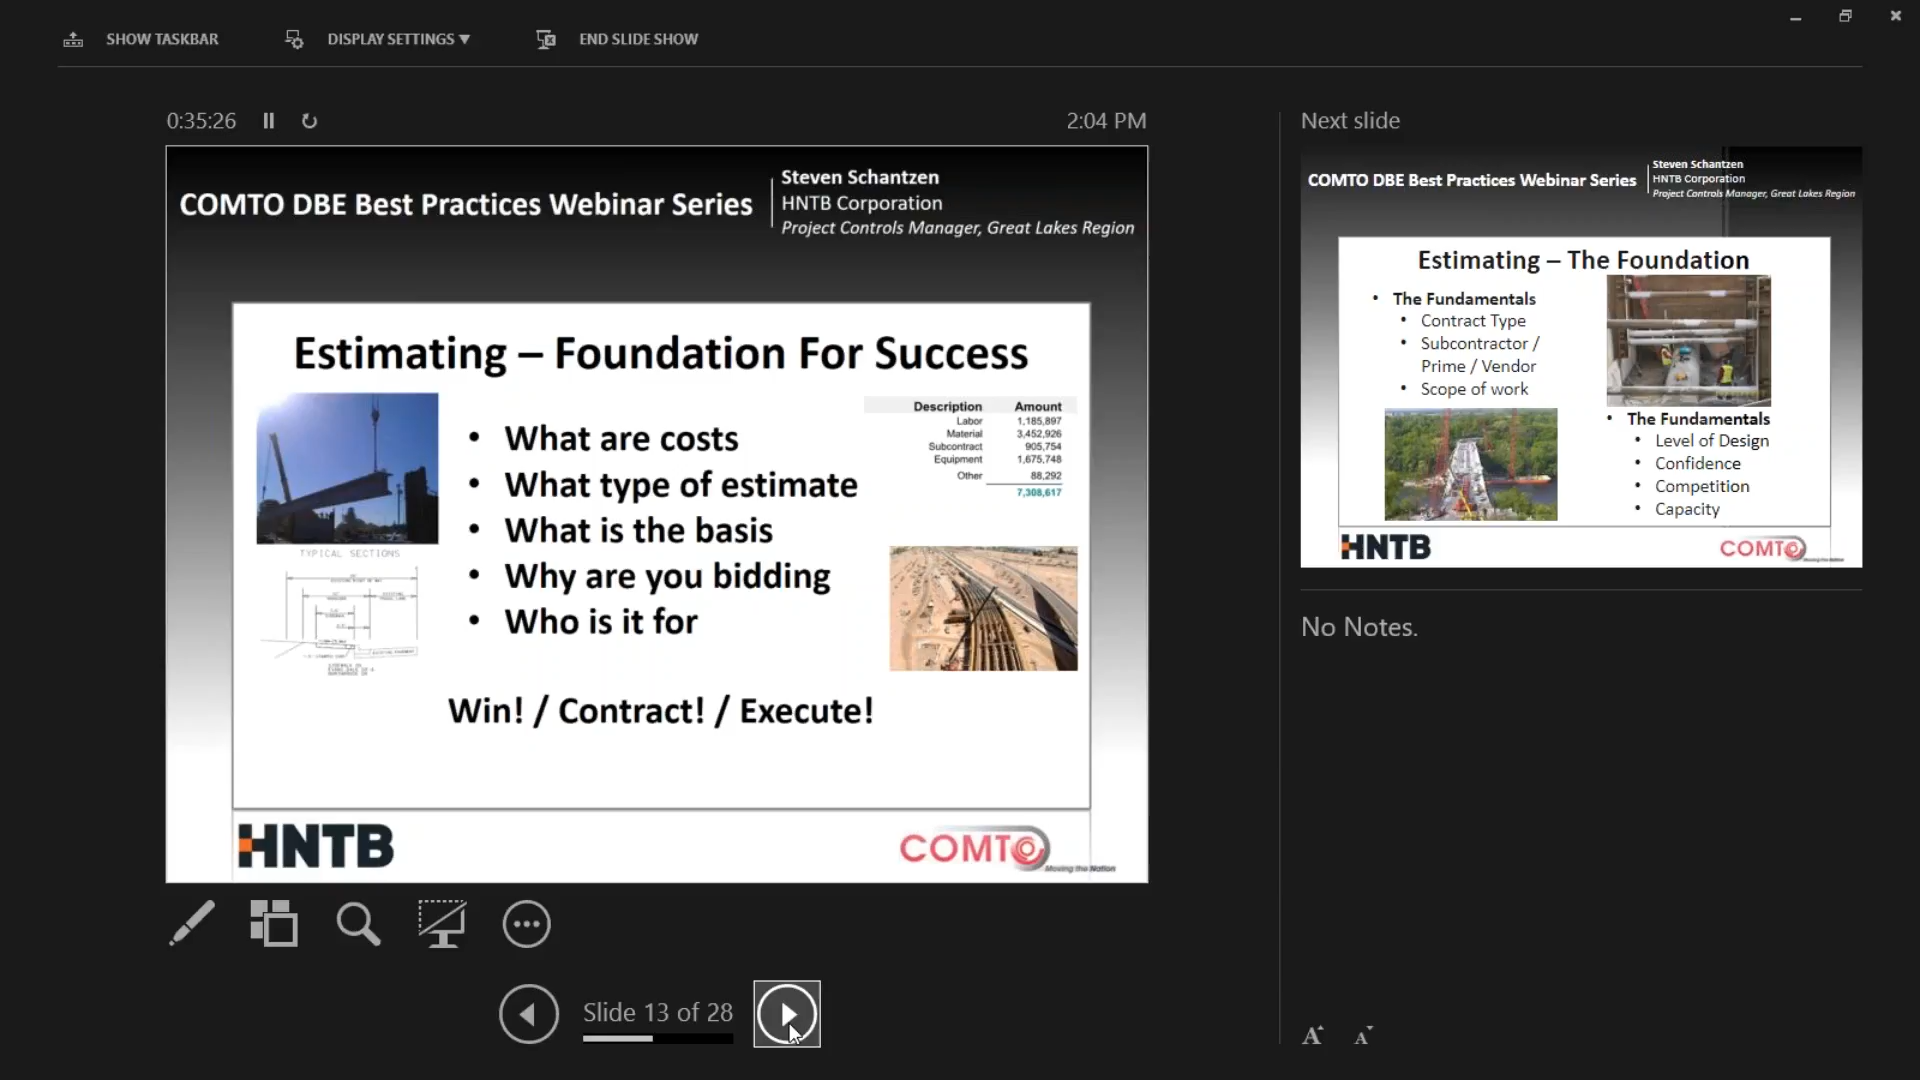 SHOW TASKBAR
DISPLAY SETTINGS ▼
END SLIDE SHOW
0:35:26
2:04 PM
COMTO DBE Best Practices Webinar Series
Steven Schantzen
HNTB Corporation
Project Controls Manager, Great Lakes Region
Estimating – Foundation For Success
• What are costs
• What type of estimate
• What is the basis
• Why are you bidding
• Who is it for
Description Amount
Labor 1,185,897
Material 3,452,926
Subcontract 905,754
Equipment 1,675,748
Other 88,292
7,308,617
TYPICAL SECTIONS
Win! / Contract! / Execute!
HNTB
COMTO
Moving the Nation
Slide 13 of 28
Next slide
COMTO DBE Best Practices Webinar Series
Steven Schantzen
HNTB Corporation
Project Controls Manager, Great Lakes Region
Estimating – The Foundation
• The Fundamentals
• Contract Type
• Subcontractor /
Prime / Vendor
• Scope of work
• The Fundamentals
• Level of Design
• Confidence
• Competition
• Capacity
HNTB
COMTO
Moving the Nation
No Notes.
A A